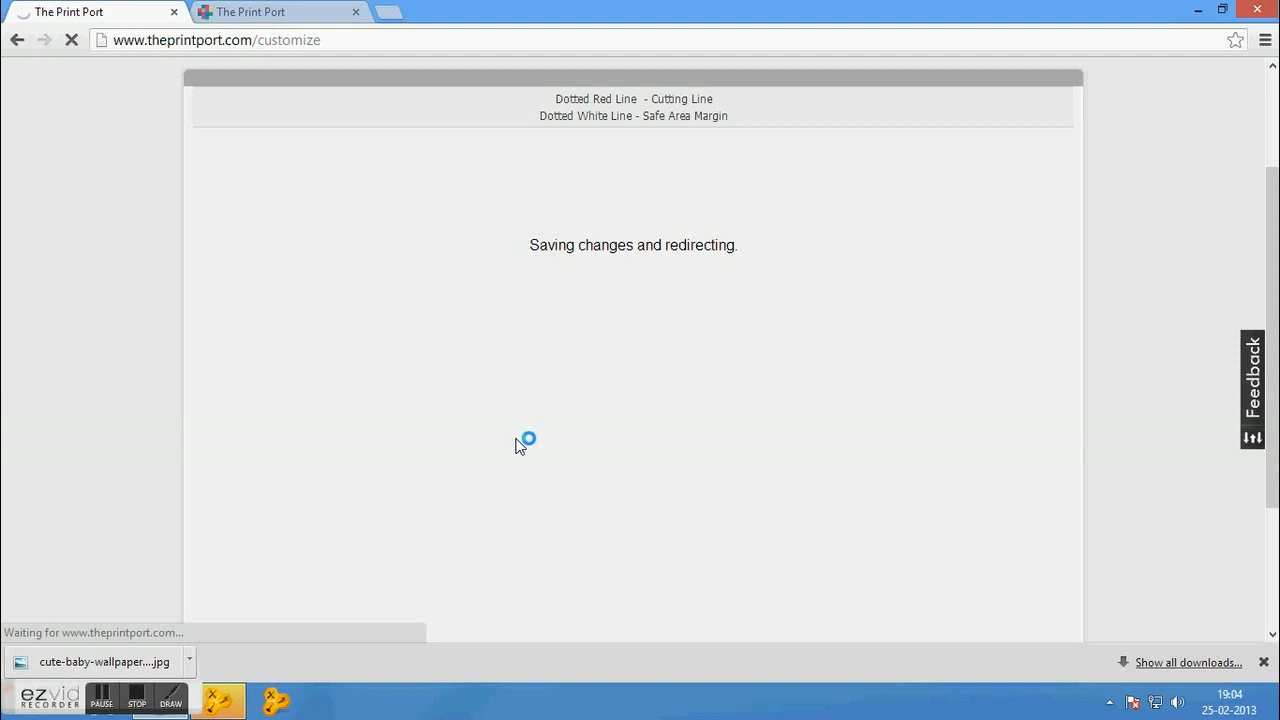 The Print Port
The Print Port
www.theprintport.com/customize
Dotted Red Line - Cutting Line
Dotted White Line - Safe Area Margin
Saving changes and redirecting.
Feedback
Waiting for www.theprintport.com...
cute-baby-wallpaper....jpg
Show all downloads...
ezvid
RECORDER
PAUSE
STOP
DRAW
19:04
25-02-2013